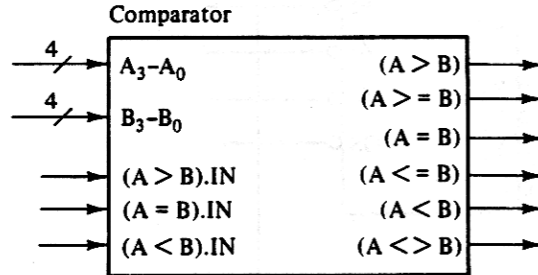 Comparator
4
A₃–A₀
(A > B)
(A > = B)
4
B₃–B₀
(A = B)
(A > B).IN
(A < = B)
(A = B).IN
(A < B)
(A < B).IN
(A < > B)